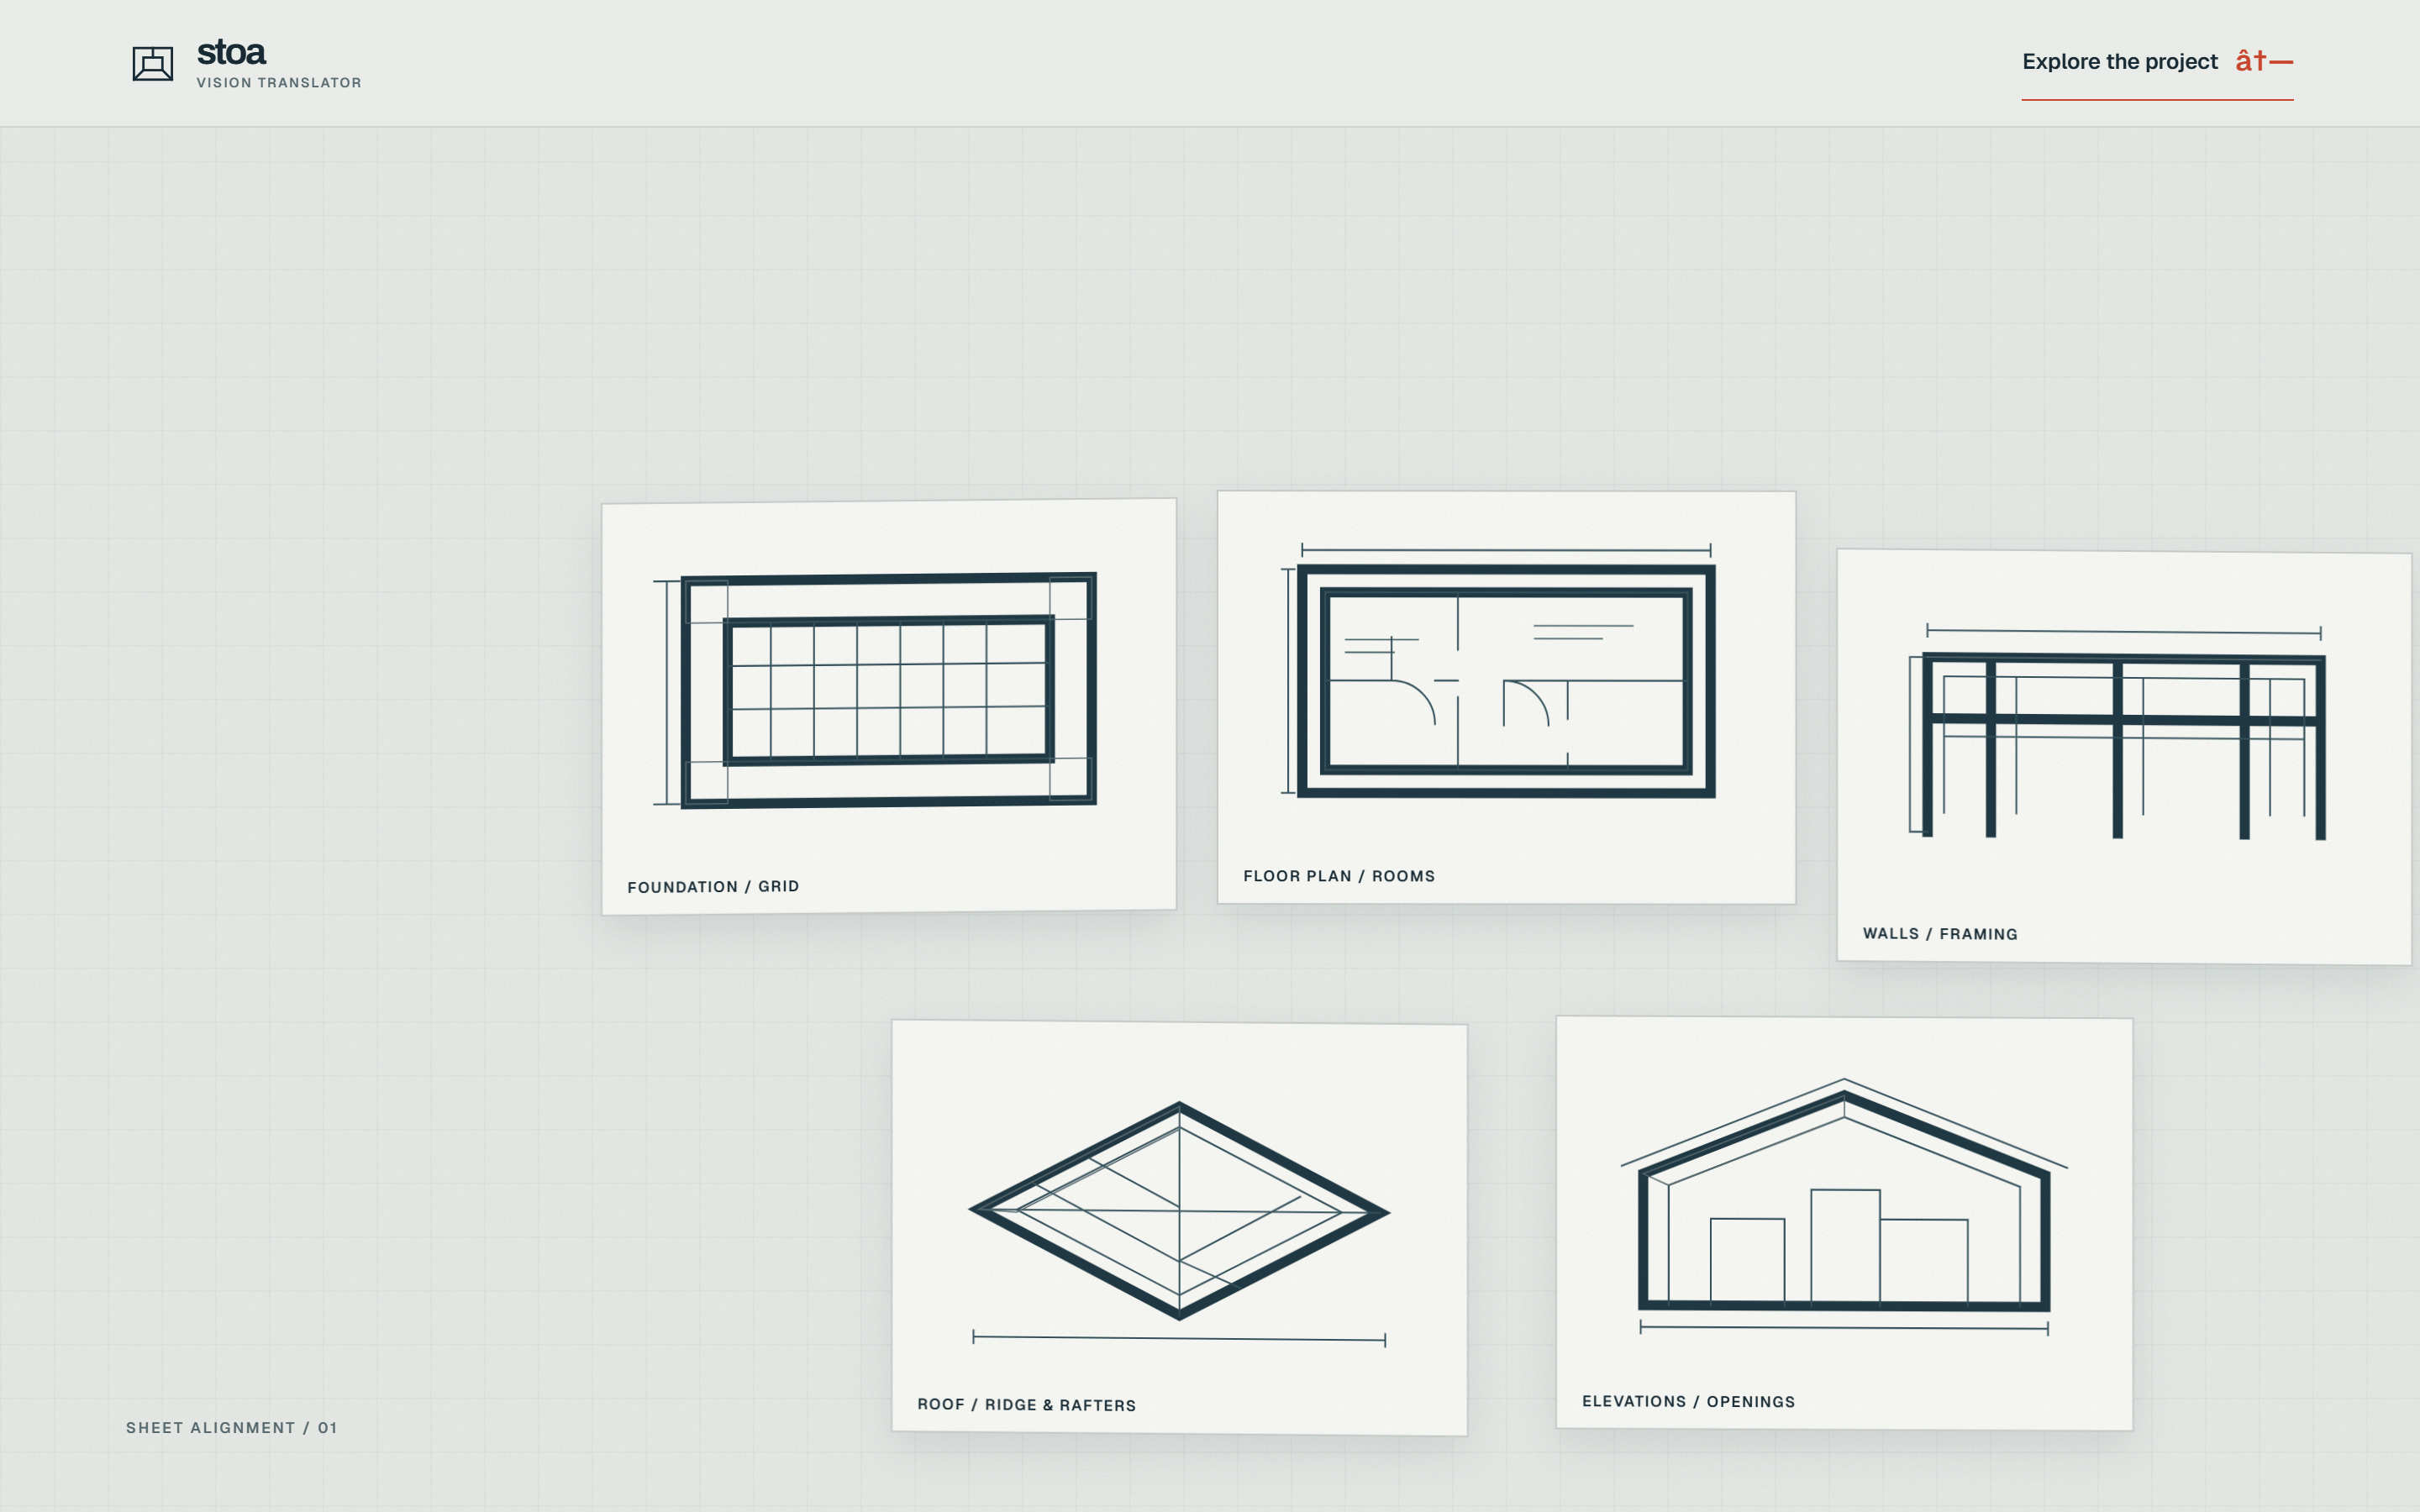 stoa
VISION TRANSLATOR
Explore the project â†—
FOUNDATION / GRID
FLOOR PLAN / ROOMS
WALLS / FRAMING
ROOF / RIDGE & RAFTERS
ELEVATIONS / OPENINGS
SHEET ALIGNMENT / 01